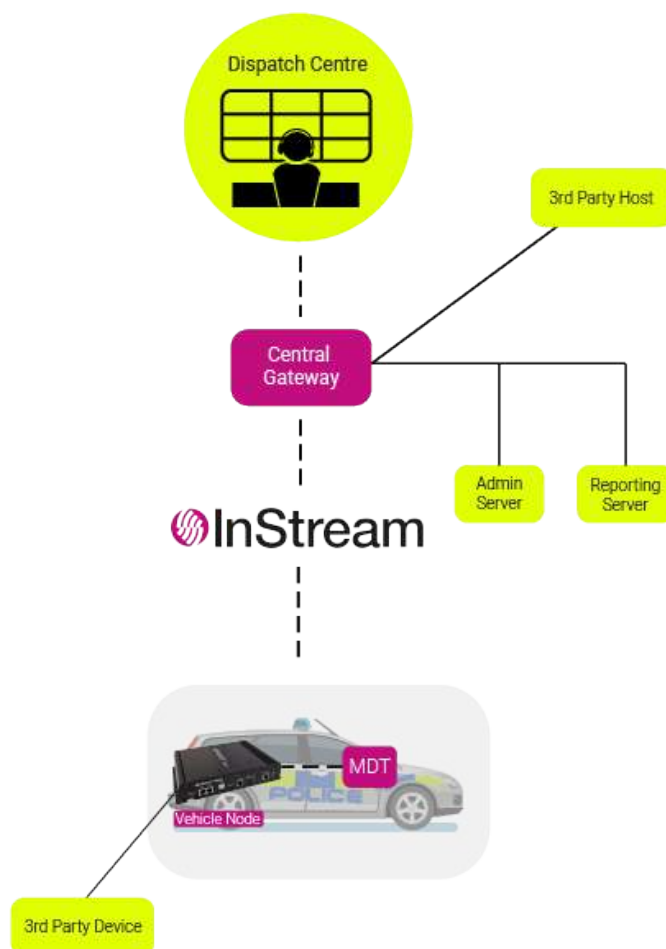 Dispatch Centre
3rd Party Host
Central
Gateway
Admin
Server
Reporting
Server
InStream
MDT
POLICE
Vehicle Node
3rd Party Device